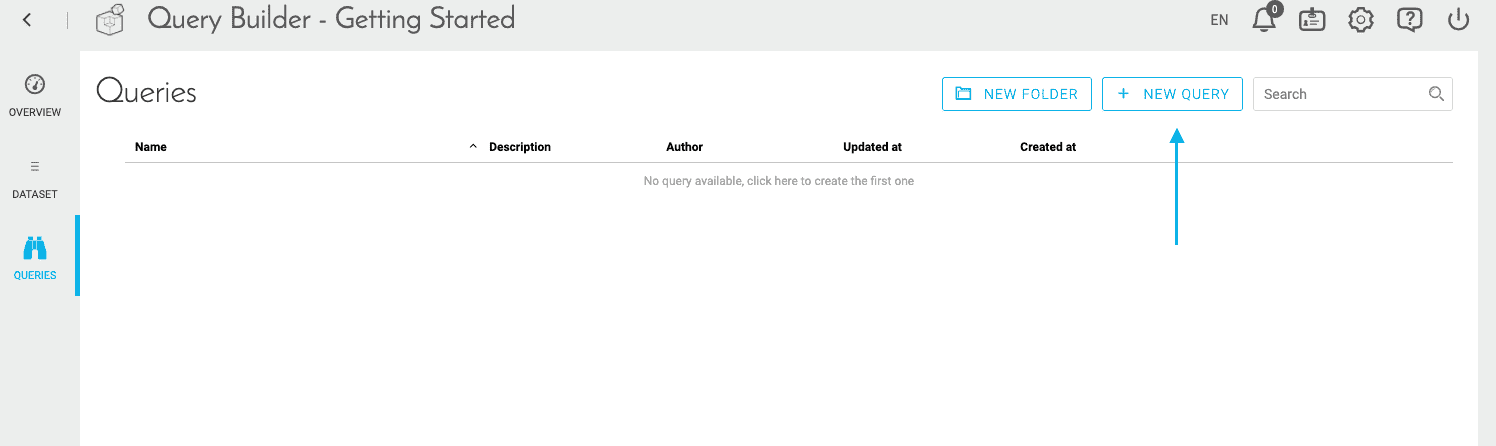 Query Builder - Getting Started
EN
0
OVERVIEW
DATASET
QUERIES
Queries
NEW FOLDER
+ NEW QUERY
Search
Name Description Author Updated at Created at
No query available, click here to create the first one